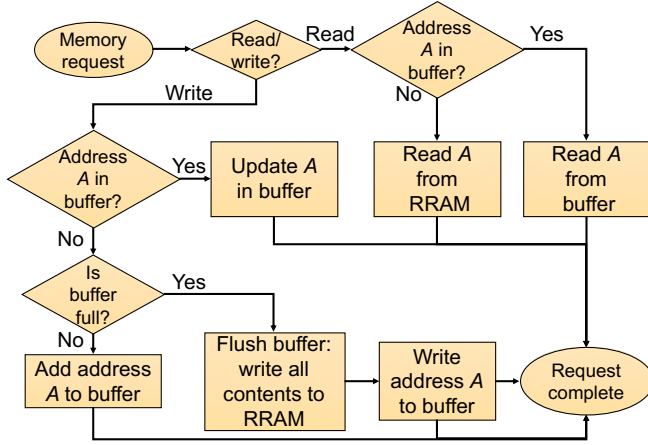 Memory
request
Read/
write?
Read
Address
A in
buffer?
Yes
No
Write
Address
A in
buffer?
Yes
Update A
in buffer
Read A
from
RRAM
Read A
from
buffer
No
Is
buffer
full?
Yes
No
Add address
A to buffer
Flush buffer:
write all
contents to
RRAM
Write
address A
to buffer
Request
complete